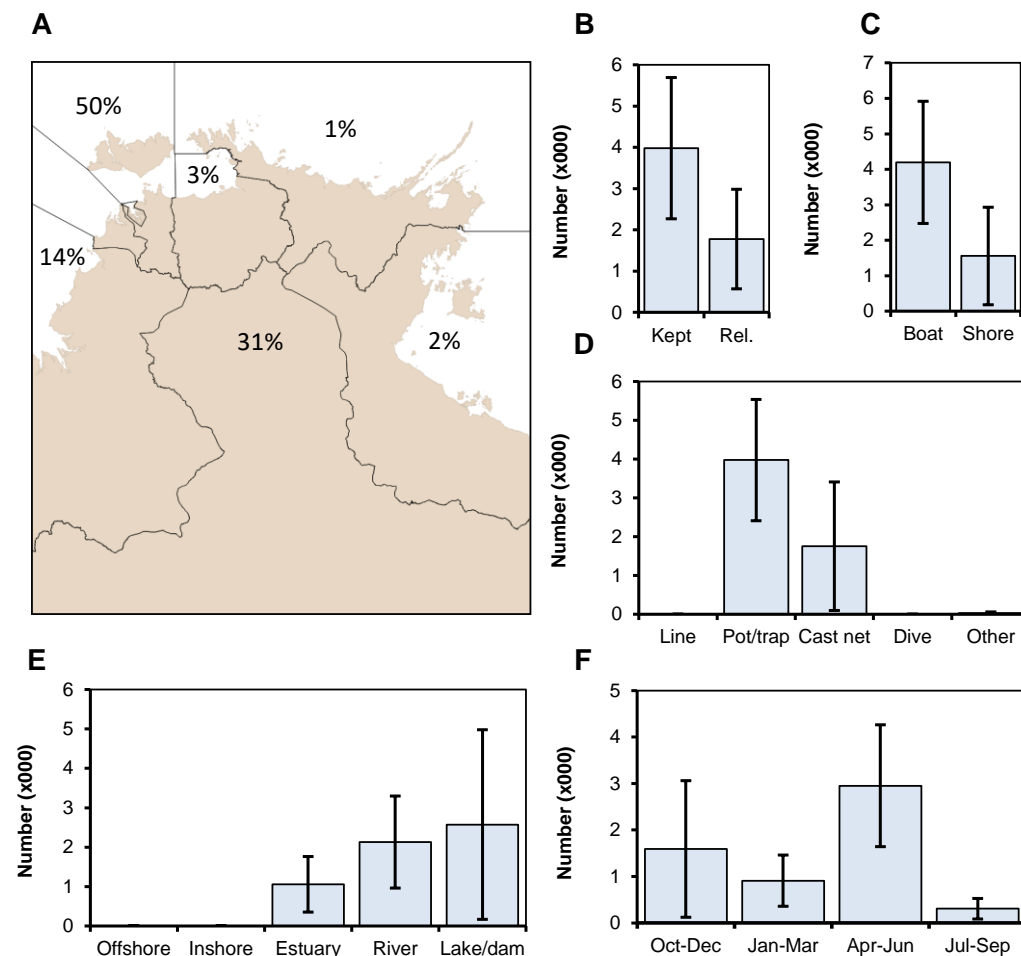 A
50%
1%
3%
14%
31%
2%
B
Number (x000)
6
5
4
3
2
1
0
Kept Rel.
C
Number (x000)
7
6
5
4
3
2
1
0
Boat Shore
D
Number (x000)
6
5
4
3
2
1
0
Line Pot/trap Cast net Dive Other
E
Number (x000)
6
5
4
3
2
1
0
Offshore Inshore Estuary River Lake/dam
F
Number (x000)
5
4
3
2
1
0
Oct-Dec Jan-Mar Apr-Jun Jul-Sep